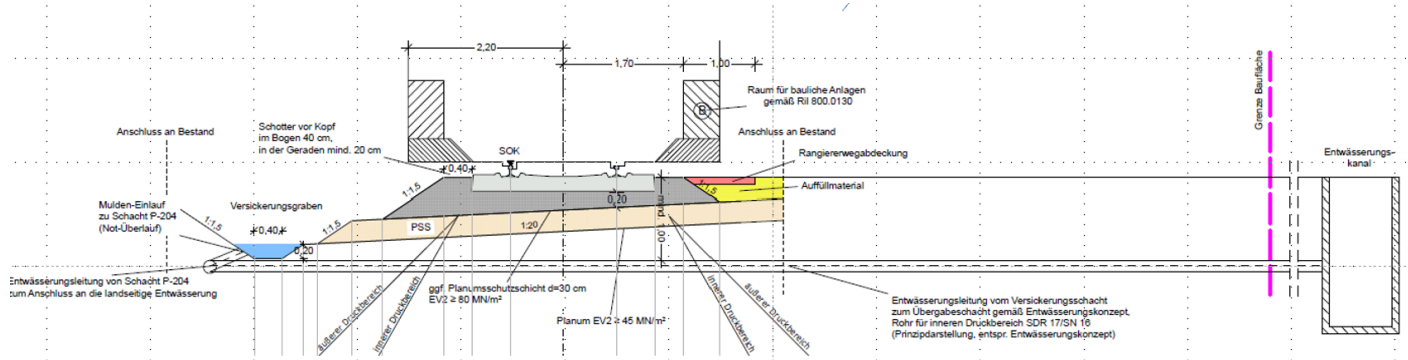 2,20
1,70
1,00
Raum für bauliche Anlagen
gemäß Ril 800.0130
B
Grenze Baufläche
Anschluss an Bestand
Schotter vor Kopf
im Bogen 40 cm,
in der Geraden mind. 20 cm
SOK
Anschluss an Bestand
Rangiererwegabdeckung
Entwässerungs-
kanal
0,40
1:1,5
1:1,5
Auffüllmaterial
0,20
mind. 1,00
Mulden-Einlauf
zu Schacht P-204
(Not-Überlauf)
Versickerungsgraben
1:1,5
0,40
1:1,5
PSS
1:20
0,20
Entwässerungsleitung von Schacht P-204
zum Anschluss an die landseitige Entwässerung
äußerer Druckbereich
innerer Druckbereich
ggf. Planumsschutzschicht d=30 cm
EV2 ≥ 80 MN/m²
Planum EV2 ≥ 45 MN/m²
innerer Druckbereich
äußerer Druckbereich
Entwässerungsleitung vom Versickerungsschacht
zum Übergabeschacht gemäß Entwässerungskonzept,
Rohr für inneren Druckbereich SDR 17/SN 16
(Prinzipdarstellung, entspr. Entwässerungskonzept)